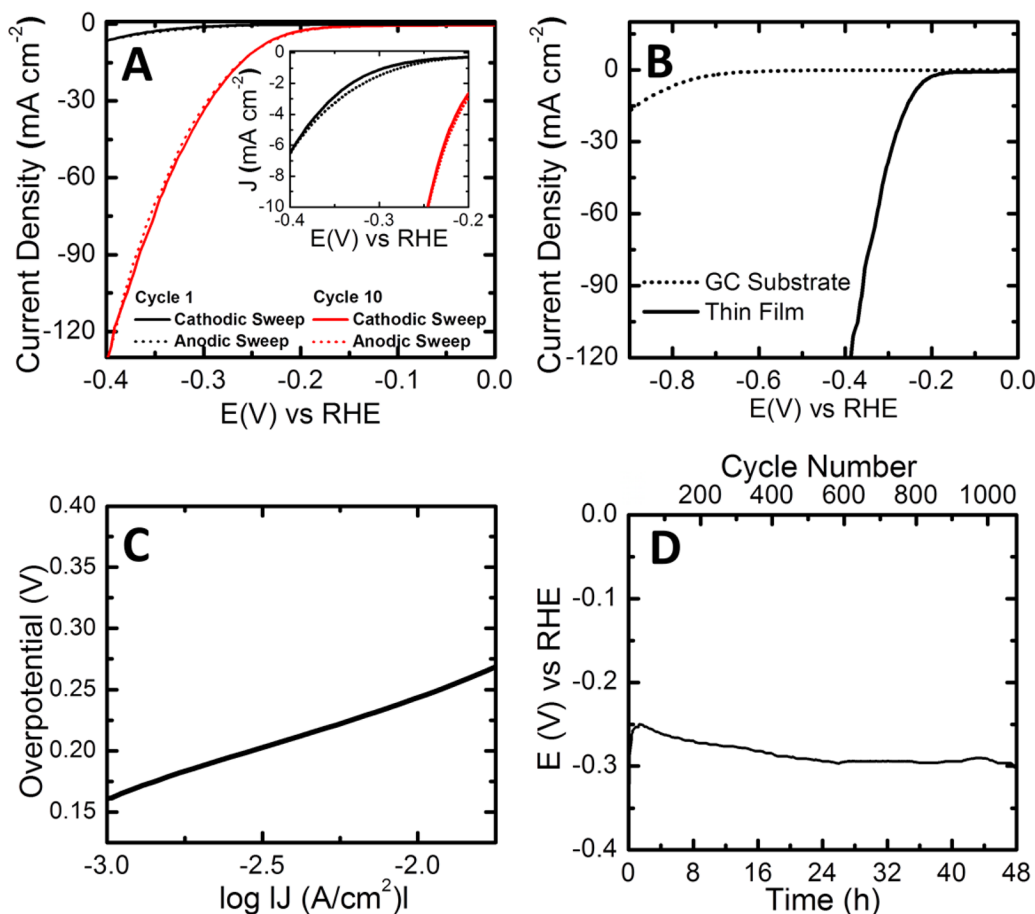 A
0
-30
-60
-90
-120
Current Density (mA cm-2)
-0.4 -0.3 -0.2 -0.1 0.0
E(V) vs RHE
0
-2
-4
-6
-8
-10
J (mA cm-2)
-0.4 -0.3 -0.2
E(V) vs RHE
Cycle 1 Cycle 10
Cathodic Sweep Cathodic Sweep
Anodic Sweep Anodic Sweep
B
0
-30
-60
-90
-120
Current Density (mA cm-2)
GC Substrate
Thin Film
-0.8 -0.6 -0.4 -0.2 0.0
E(V) vs RHE
C
0.40
0.35
0.30
0.25
0.20
0.15
Overpotential (V)
-3.0 -2.5 -2.0
log |J (A/cm2)|
Cycle Number
200 400 600 800 1000
D
0.0
-0.1
-0.2
-0.3
-0.4
E (V) vs RHE
0 8 16 24 32 40 48
Time (h)